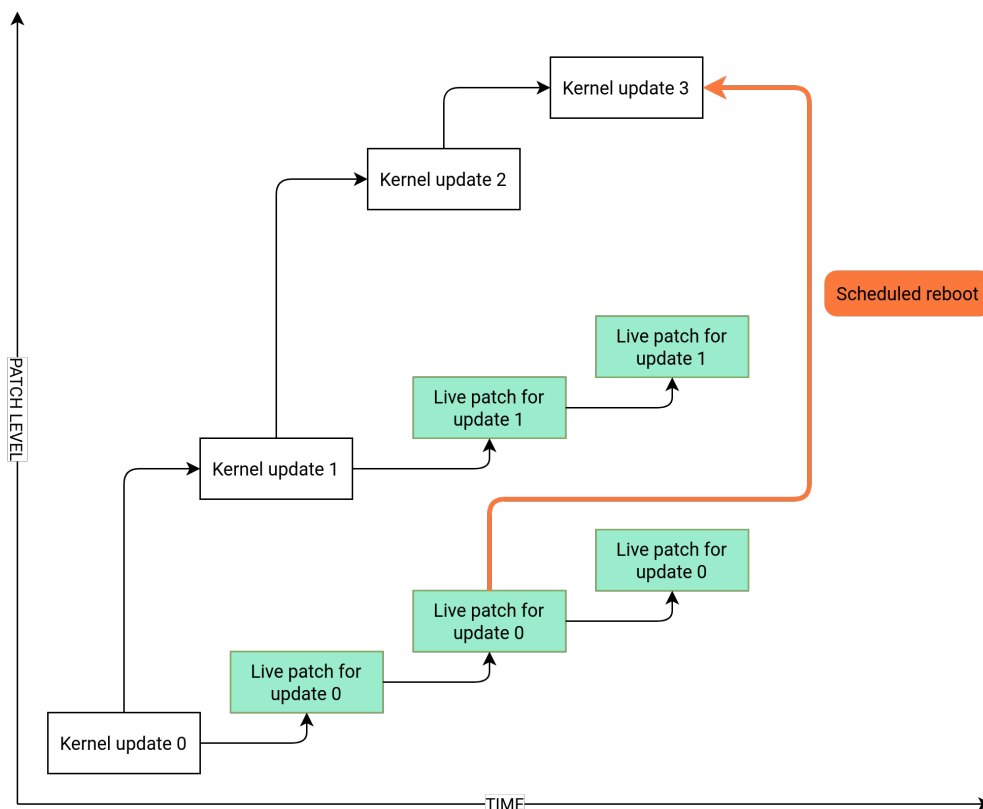 Kernel update 3
Kernel update 2
Scheduled reboot
Live patch for
update 1
Live patch for
update 1
PATCH LEVEL
Kernel update 1
Live patch for
update 0
Live patch for
update 0
Live patch for
update 0
Kernel update 0
TIME